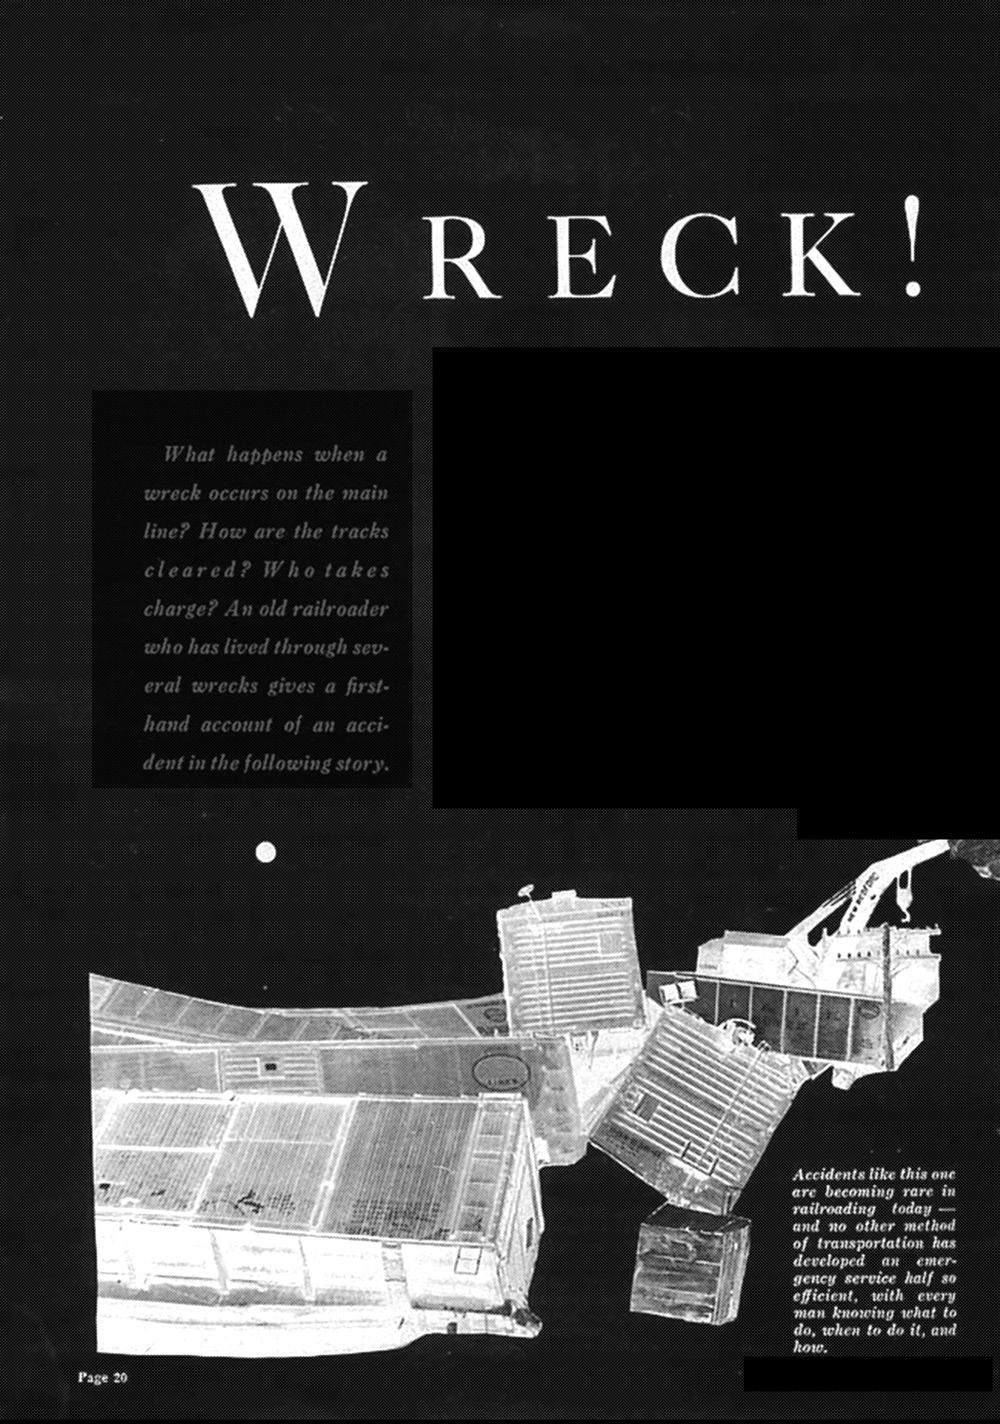 WRECK!
What happens when a
wreck occurs on the main
line? How are the tracks
cleared? Who takes
charge? An old railroader
who has lived through sev-
eral wrecks gives a first-
hand account of an acci-
dent in the following story.
Accidents like this one
are becoming rare in
railroading today —
and no other method
of transportation has
developed an emer-
gency service half so
efficient, with every
man knowing what to
do, when to do it, and
how.
Page 20